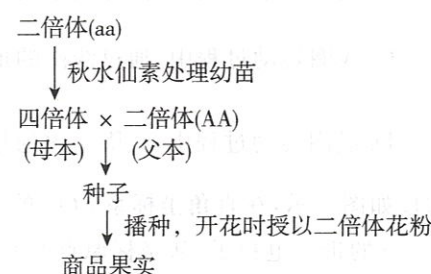 二倍体(aa)
秋水仙素处理幼苗
四倍体 × 二倍体(AA)
(母本) (父本)
种子
播种，开花时授以二倍体花粉
商品果实